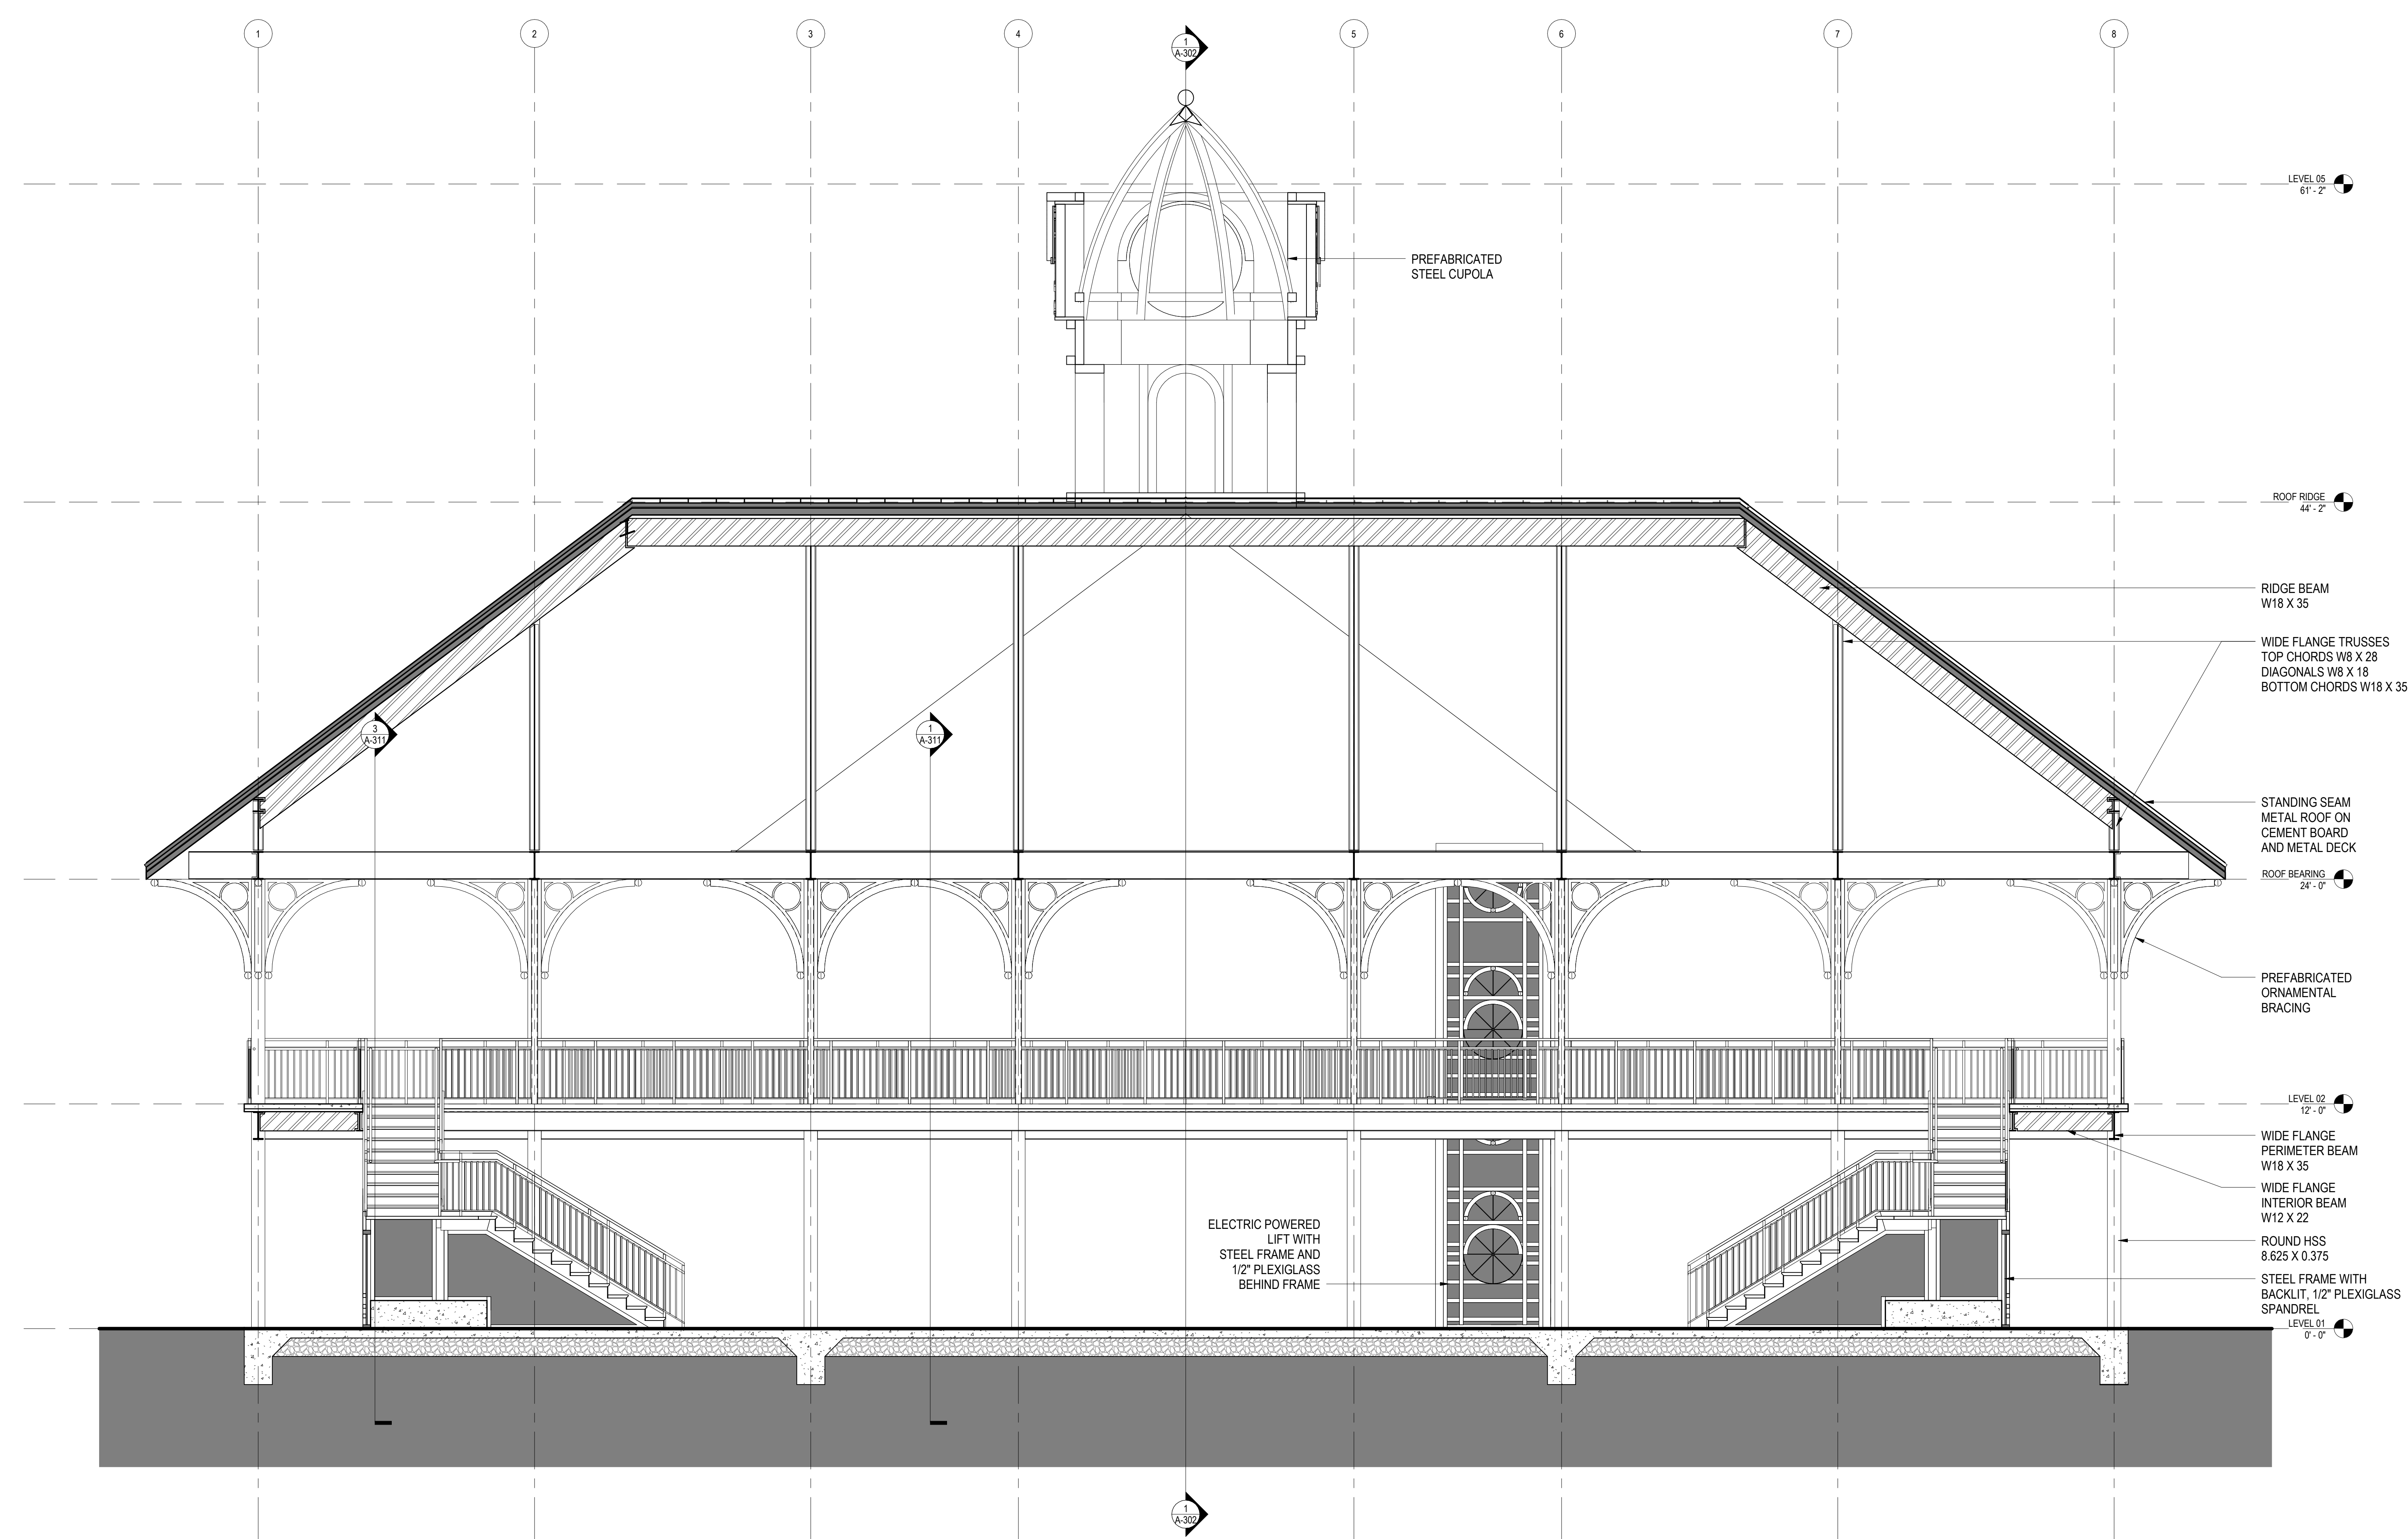 1
2
3
4
1
A-302
5
6
7
8
LEVEL 05
61' - 2"
PREFABRICATED
STEEL CUPOLA
ROOF RIDGE
44' - 2"
RIDGE BEAM
W18 X 35
WIDE FLANGE TRUSSES
TOP CHORDS W8 X 28
DIAGONALS W8 X 18
BOTTOM CHORDS W18 X 35
3
A-311
1
A-311
STANDING SEAM
METAL ROOF ON
CEMENT BOARD
AND METAL DECK
ROOF BEARING
24' - 0"
PREFABRICATED
ORNAMENTAL
BRACING
LEVEL 02
12' - 0"
WIDE FLANGE
PERIMETER BEAM
W18 X 35
WIDE FLANGE
INTERIOR BEAM
W12 X 22
ELECTRIC POWERED
LIFT WITH
STEEL FRAME AND
1/2" PLEXIGLASS
BEHIND FRAME
ROUND HSS
8.625 X 0.375
STEEL FRAME WITH
BACKLIT, 1/2" PLEXIGLASS
SPANDREL
LEVEL 01
0' - 0"
1
A-302